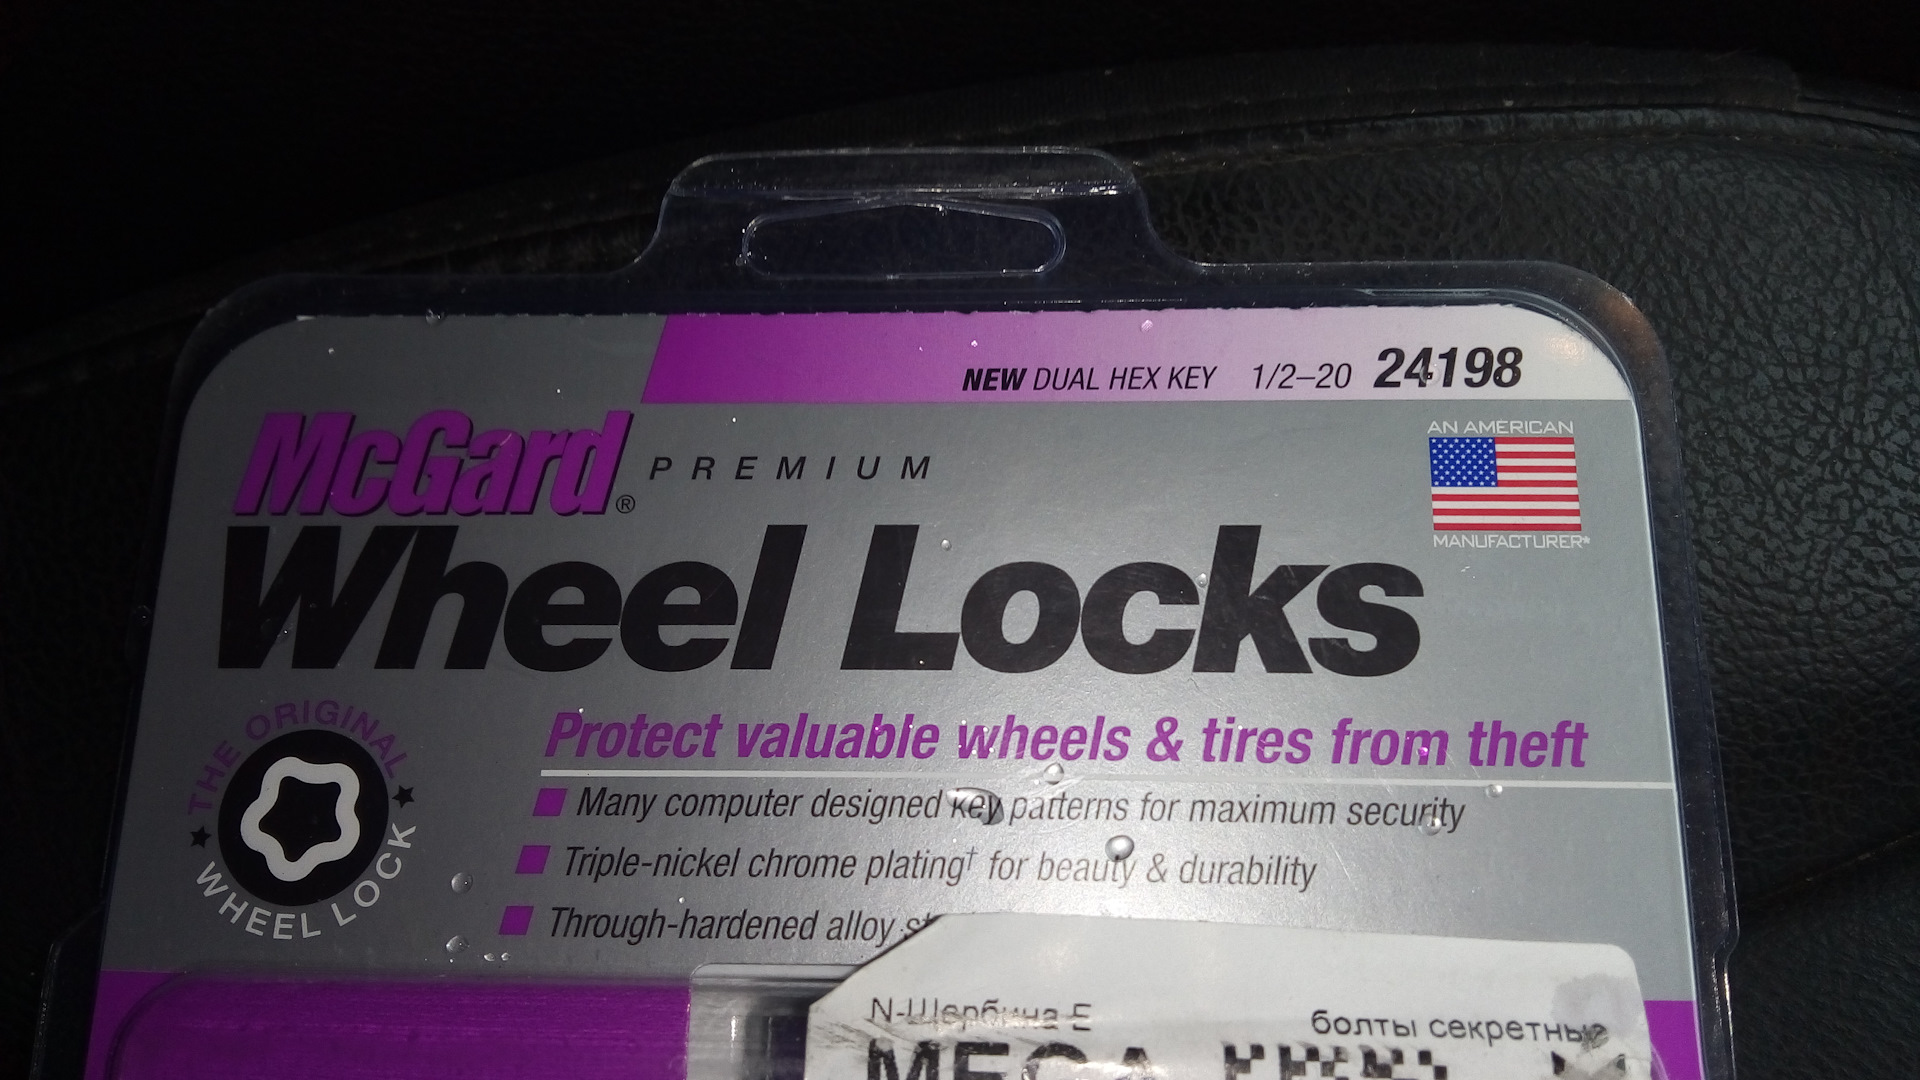 NEW DUAL HEX KEY 1/2–20 24198
McGard® PREMIUM
AN AMERICAN
MANUFACTURER*
Wheel Locks
THE ORIGINAL
WHEEL LOCK
Protect valuable wheels & tires from theft
Many computer designed key patterns for maximum security
Triple-nickel chrome plating† for beauty & durability
Through-hardened alloy
N-Щербина Е
болты секретные
MEGA